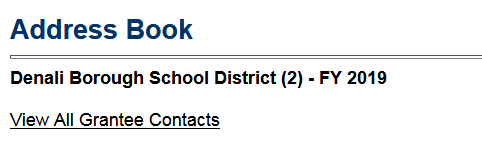 Address Book
Denali Borough School District (2) - FY 2019
View All Grantee Contacts